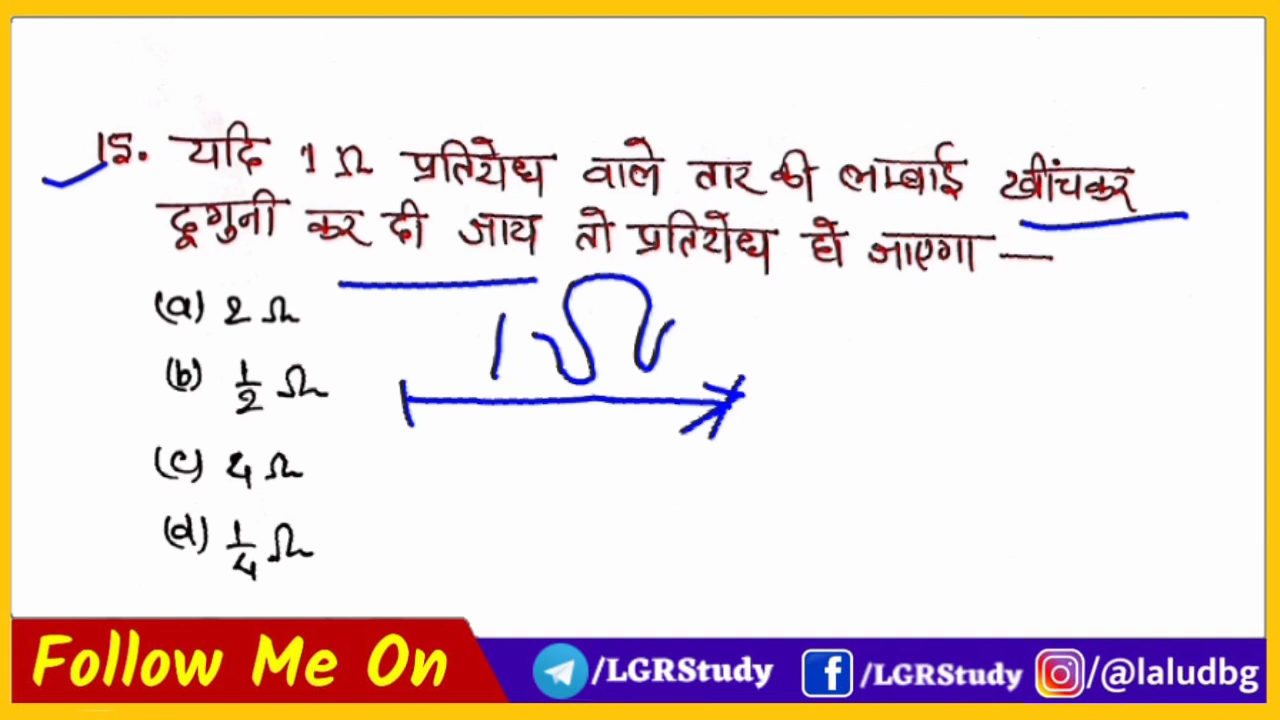 15. यदि 1 Ω प्रतिरोध वाले तार की लम्बाई खींचकर
दूगुनी कर दी जाय तो प्रतिरोध हो जाएगा —
(a) 2 Ω
(b) 1/2 Ω
1 Ω
(c) 4 Ω
(d) 1/4 Ω
Follow Me On
/LGRStudy
/LGRStudy
/@laludbg